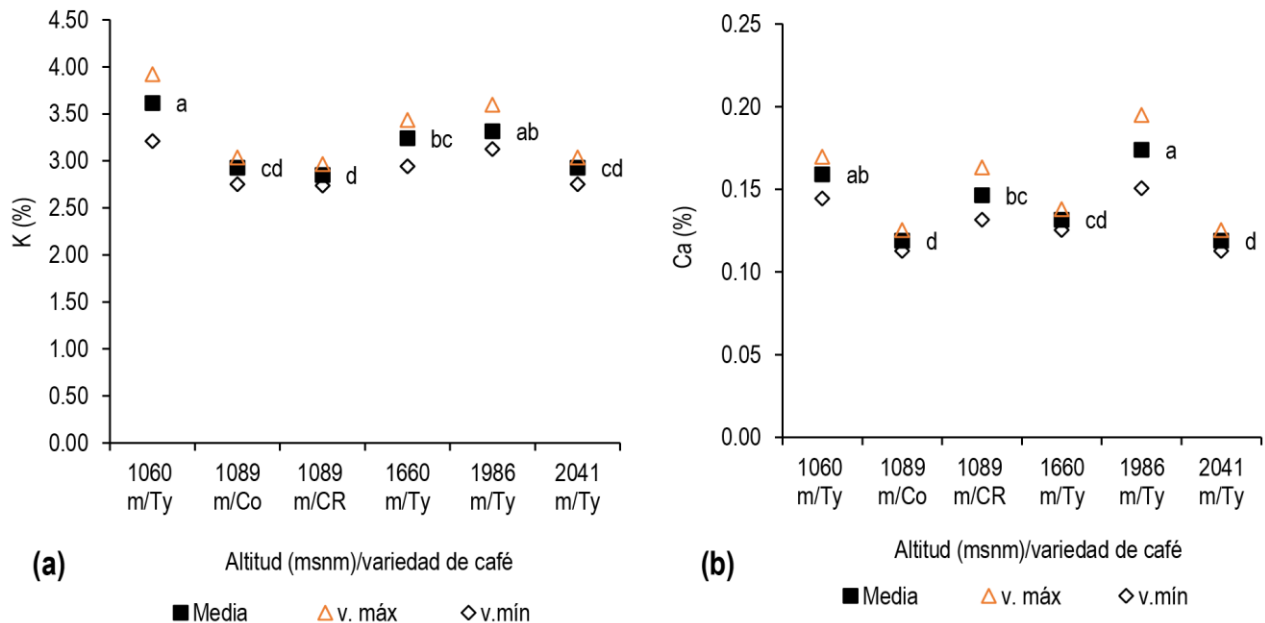 4.50
4.00
3.50
3.00
2.50
2.00
1.50
1.00
0.50
0.00
K (%)
a
cd
d
bc
ab
cd
1060 m/Ty
1089 m/Co
1089 m/CR
1660 m/Ty
1986 m/Ty
2041 m/Ty
(a)
Altitud (msnm)/variedad de café
Media
v. máx
v.mín
0.25
0.20
0.15
0.10
0.05
0.00
Ca (%)
ab
d
bc
cd
a
d
1060 m/Ty
1089 m/Co
1089 m/CR
1660 m/Ty
1986 m/Ty
2041 m/Ty
(b)
Altitud (msnm)/variedad de café
Media
v. máx
v.mín